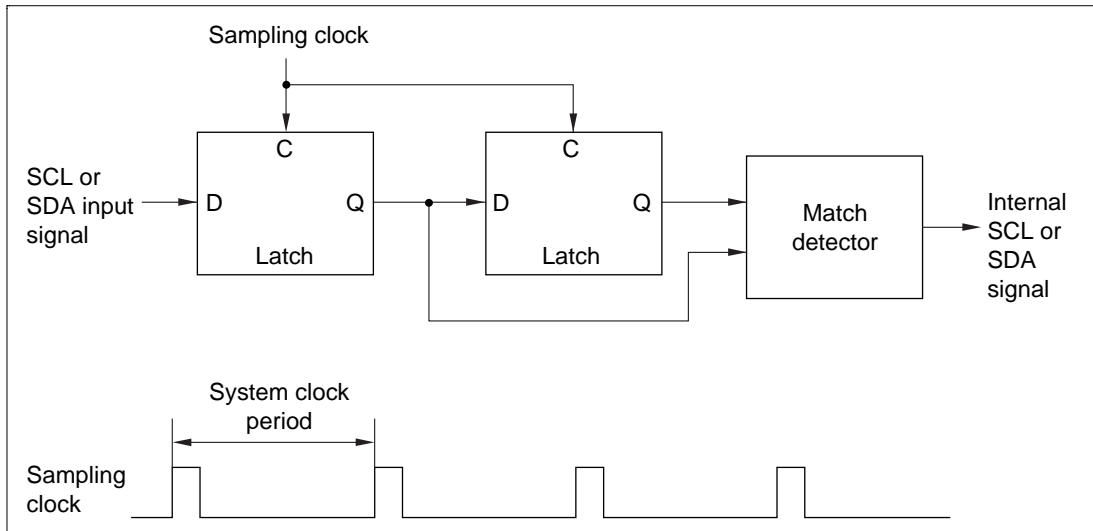 Sampling clock
SCL or
SDA input
signal
C
D
Q
Latch
C
D
Q
Latch
Match
detector
Internal
SCL or
SDA
signal
System clock
period
Sampling
clock